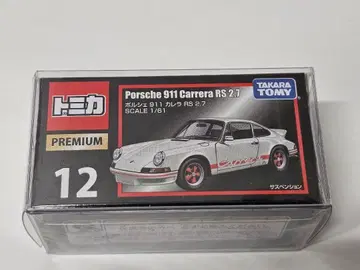 Porsche 911 Carrera RS 2.7
ポルシェ 911 カレラ RS 2.7
SCALE 1/61
TAKARA
TOMY
トミカ
PREMIUM
12
Carrera
サスペンション